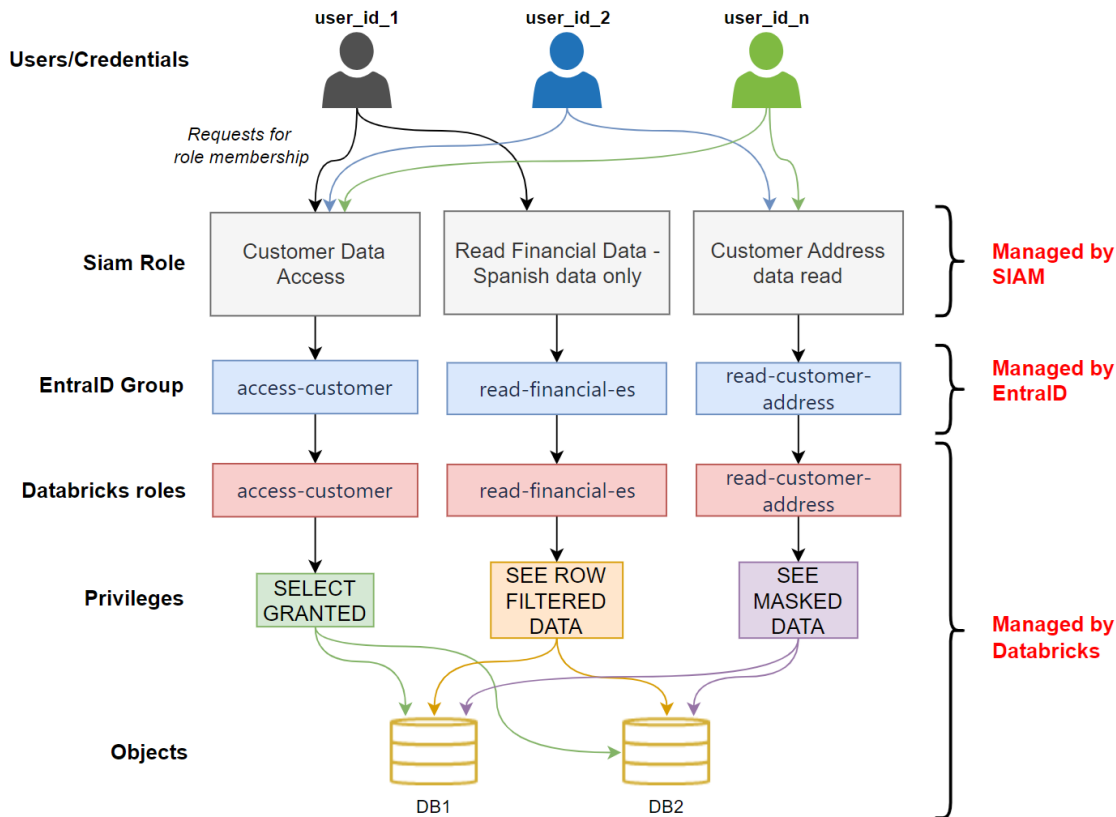 user_id_1
user_id_2
user_id_n
Users/Credentials
Requests for
role membership
Siam Role
Customer Data
Access
Read Financial Data -
Spanish data only
Customer Address
data read
Managed by
SIAM
EntraID Group
access-customer
read-financial-es
read-customer-
address
Managed by
EntraID
Databricks roles
access-customer
read-financial-es
read-customer-
address
Privileges
SELECT
GRANTED
SEE ROW
FILTERED
DATA
SEE
MASKED
DATA
Managed by
Databricks
Objects
DB1
DB2